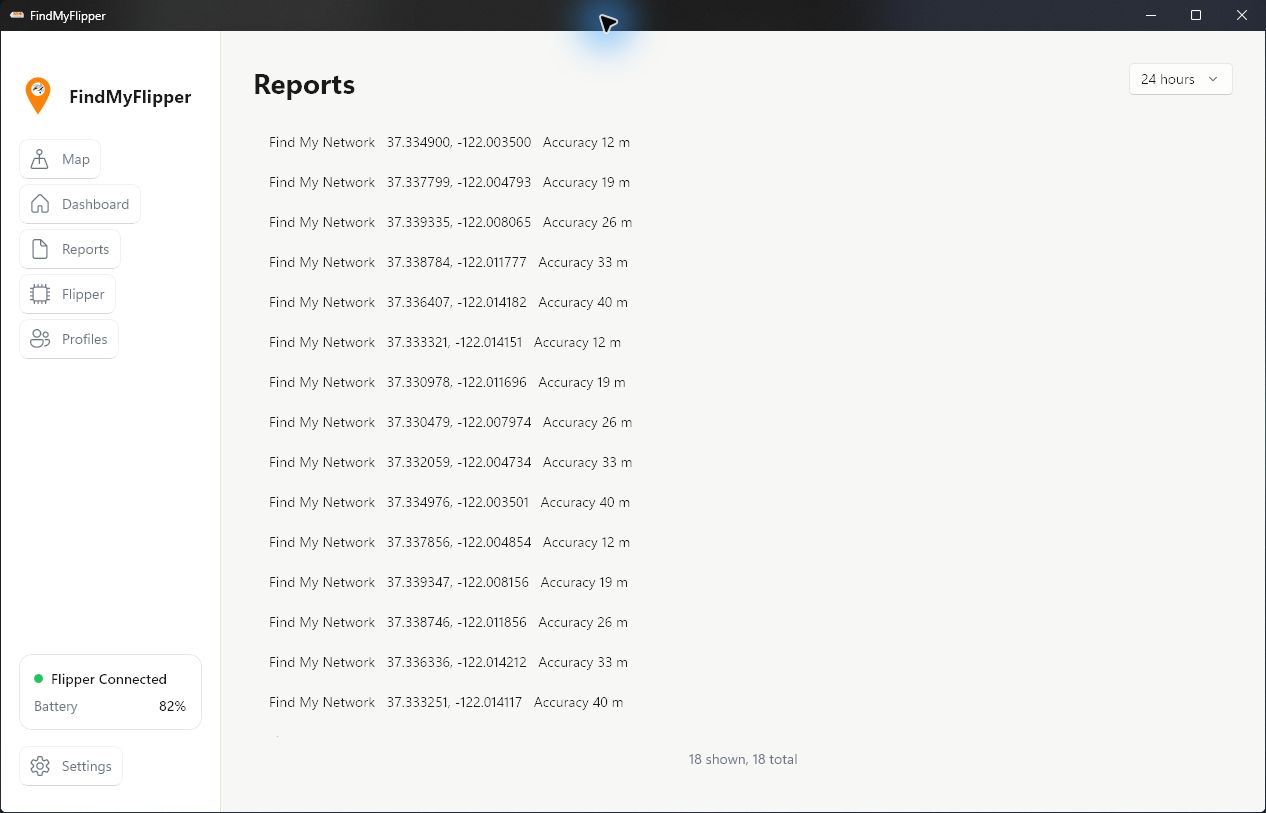 FindMyFlipper
FindMyFlipper
Map
Dashboard
Reports
Flipper
Profiles
Flipper Connected
Battery 82%
Settings
Reports
24 hours
Find My Network 37.334900, -122.003500 Accuracy 12 m
Find My Network 37.337799, -122.004793 Accuracy 19 m
Find My Network 37.339335, -122.008065 Accuracy 26 m
Find My Network 37.338784, -122.011777 Accuracy 33 m
Find My Network 37.336407, -122.014182 Accuracy 40 m
Find My Network 37.333321, -122.014151 Accuracy 12 m
Find My Network 37.330978, -122.011696 Accuracy 19 m
Find My Network 37.330479, -122.007974 Accuracy 26 m
Find My Network 37.332059, -122.004734 Accuracy 33 m
Find My Network 37.334976, -122.003501 Accuracy 40 m
Find My Network 37.337856, -122.004854 Accuracy 12 m
Find My Network 37.339347, -122.008156 Accuracy 19 m
Find My Network 37.338746, -122.011856 Accuracy 26 m
Find My Network 37.336336, -122.014212 Accuracy 33 m
Find My Network 37.333251, -122.014117 Accuracy 40 m
18 shown, 18 total